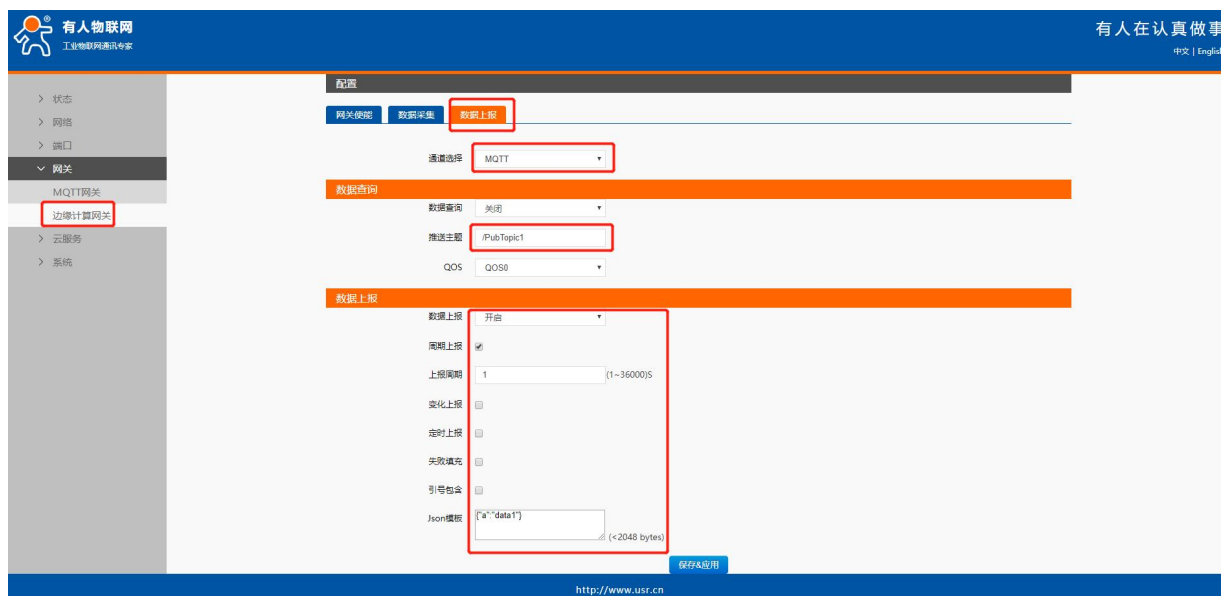 有人物联网
工业物联网通讯专家
有人在认真做事
中文 | English
状态
网络
端口
网关
MQTT网关
边缘计算网关
云服务
系统
配置
网关使能 数据采集 数据上报
通道选择 MQTT
数据查询
数据查询 关闭
推送主题 /PubTopic1
QOS QOS0
数据上报
数据上报 开启
周期上报
上报周期 1 (1~36000)S
变化上报
定时上报
失败填充
引号包含
Json模板 {"a":"data1"} (<2048 bytes)
保存&应用
http://www.usr.cn